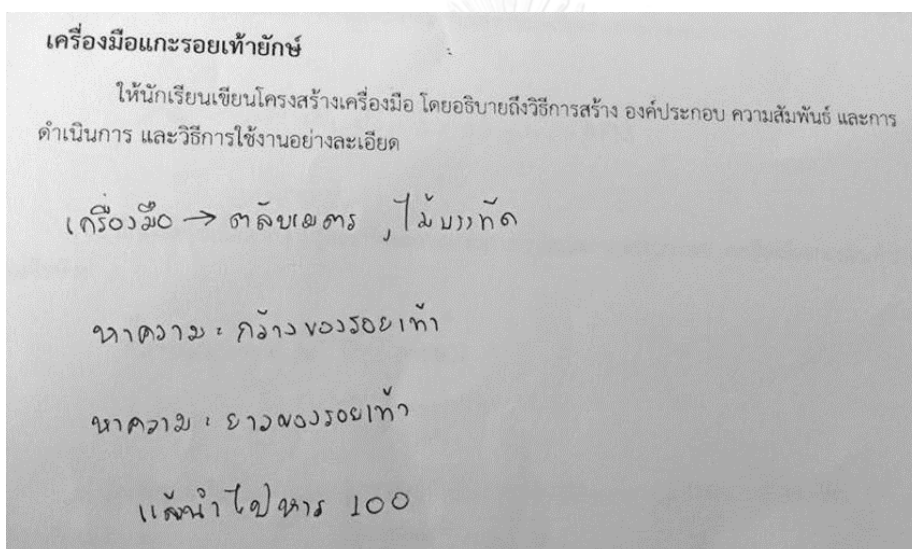 เครื่องมือแกะรอยเท้ายักษ์
ให้นักเรียนเขียนโครงสร้างเครื่องมือ โดยอธิบายถึงวิธีการสร้าง องค์ประกอบ ความสัมพันธ์ และการ
ดำเนินการ และวิธีการใช้งานอย่างละเอียด
เครื่องมือ → ตลับเมตร , ไม้บรรทัด
หาความ : กว้างของรอยเท้า
หาความ : ยาวของรอยเท้า
แล้วนำไปหาร 100